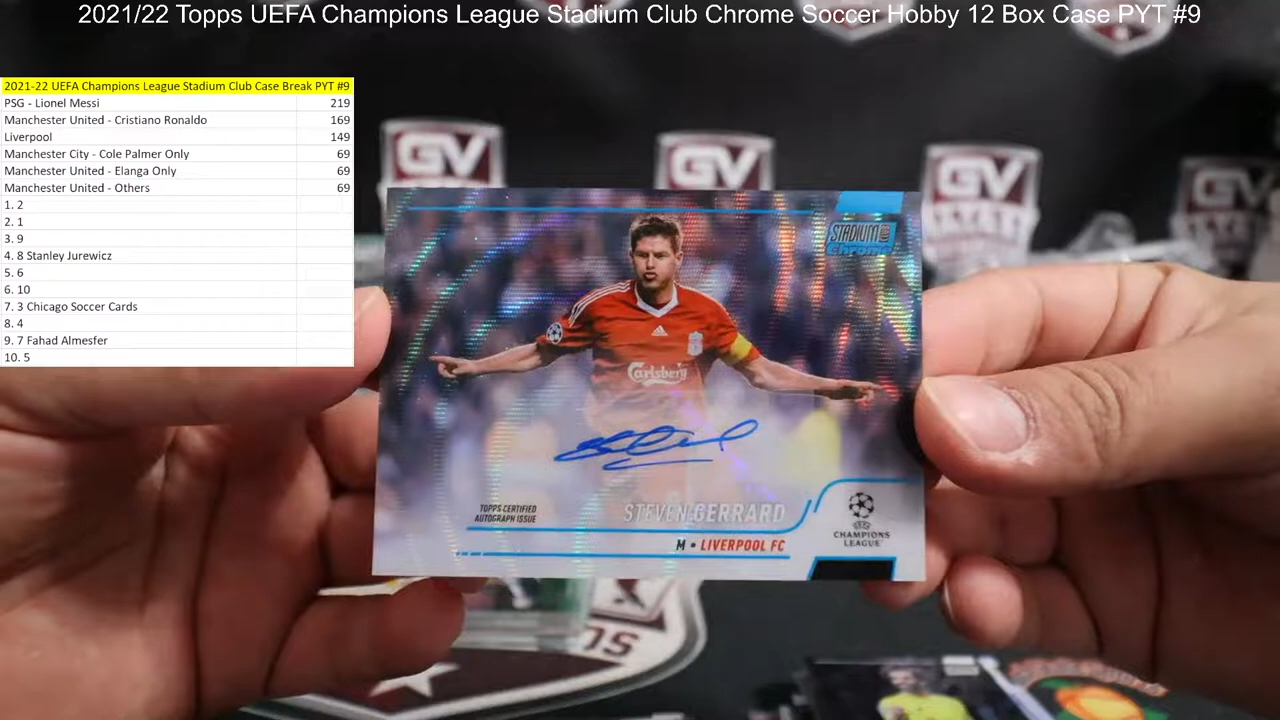 2021/22 Topps UEFA Champions League Stadium Club Chrome Soccer Hobby 12 Box Case PYT #9
2021-22 UEFA Champions League Stadium Club Case Break PYT #9
PSG - Lionel Messi 219
Manchester United - Cristiano Ronaldo 169
Liverpool 149
Manchester City - Cole Palmer Only 69
Manchester United - Elanga Only 69
Manchester United - Others 69
1. 2
2. 1
3. 9
4. 8 Stanley Jurewicz
5. 6
6. 10
7. 3 Chicago Soccer Cards
8. 4
9. 7 Fahad Almesfer
10. 5
GV
GV
GV
GV
STADIUM CLUB
Chrome
Carlsberg
TOPPS CERTIFIED
AUTOGRAPH ISSUE
STEVEN GERRARD
M • LIVERPOOL FC
UEFA
CHAMPIONS
LEAGUE